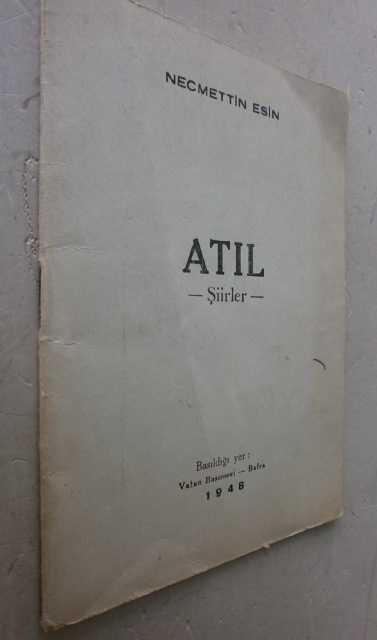 NECMETTİN ESİN
ATIL
— Şiirler —
Basıldığı yer :
Vatan Basımevi — Bafra
1948